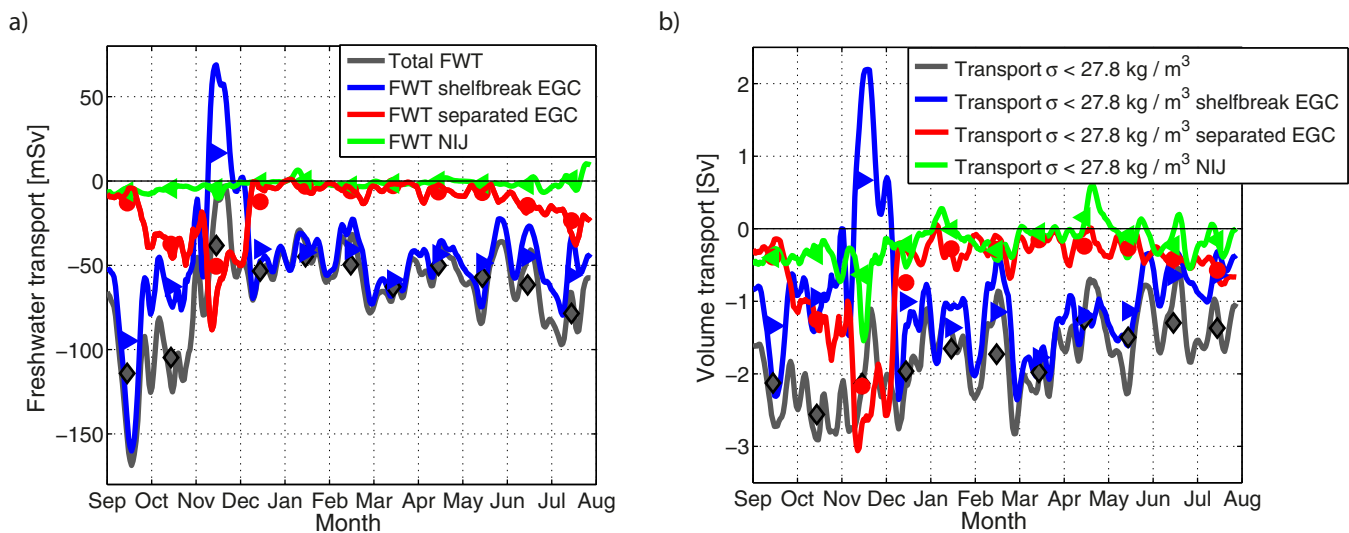 a)
Freshwater transport [mSv]
50
0
−50
−100
−150
Total FWT
FWT shelfbreak EGC
FWT separated EGC
FWT NIJ
Sep Oct Nov Dec Jan Feb Mar Apr May Jun Jul Aug
Month
b)
Volume transport [Sv]
2
1
0
−1
−2
−3
Transport σ < 27.8 kg / m³
Transport σ < 27.8 kg / m³ shelfbreak EGC
Transport σ < 27.8 kg / m³ separated EGC
Transport σ < 27.8 kg / m³ NIJ
Sep Oct Nov Dec Jan Feb Mar Apr May Jun Jul Aug
Month